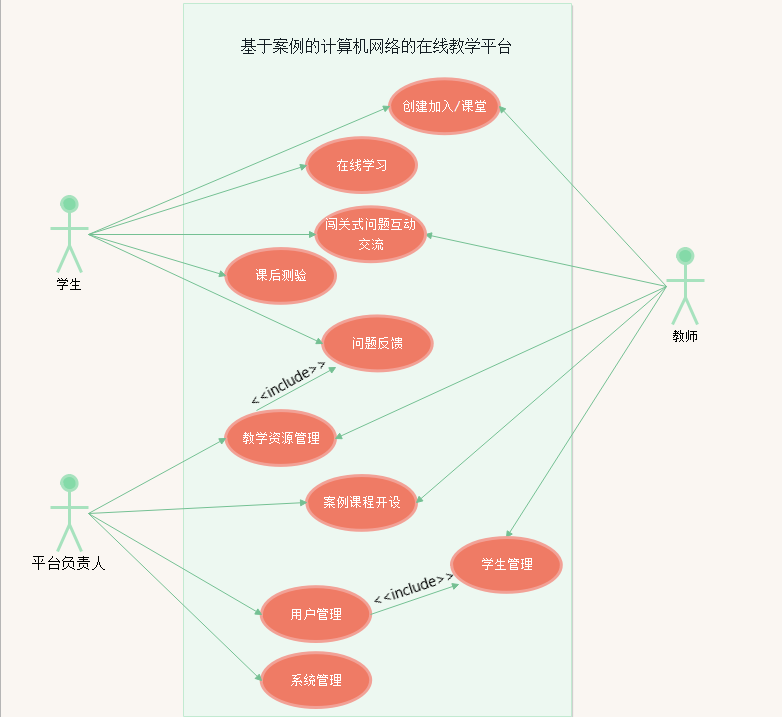 基于案例的计算机网络的在线教学平台
创建加入/课堂
在线学习
闯关式问题互动
交流
课后测验
学生
问题反馈
教师
<<include>>
教学资源管理
案例课程开设
平台负责人
学生管理
<<include>>
用户管理
系统管理